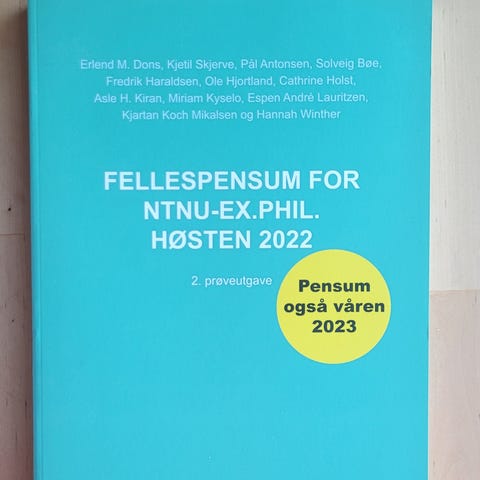 Erlend M. Dons, Kjetil Skjerve, Pål Antonsen, Solveig Bøe,
Fredrik Haraldsen, Ole Hjortland, Cathrine Holst,
Asle H. Kiran, Miriam Kyselo, Espen André Lauritzen,
Kjartan Koch Mikalsen og Hannah Winther
FELLESPENSUM FOR
NTNU-EX.PHIL.
HØSTEN 2022
2. prøveutgave
Pensum
også våren
2023